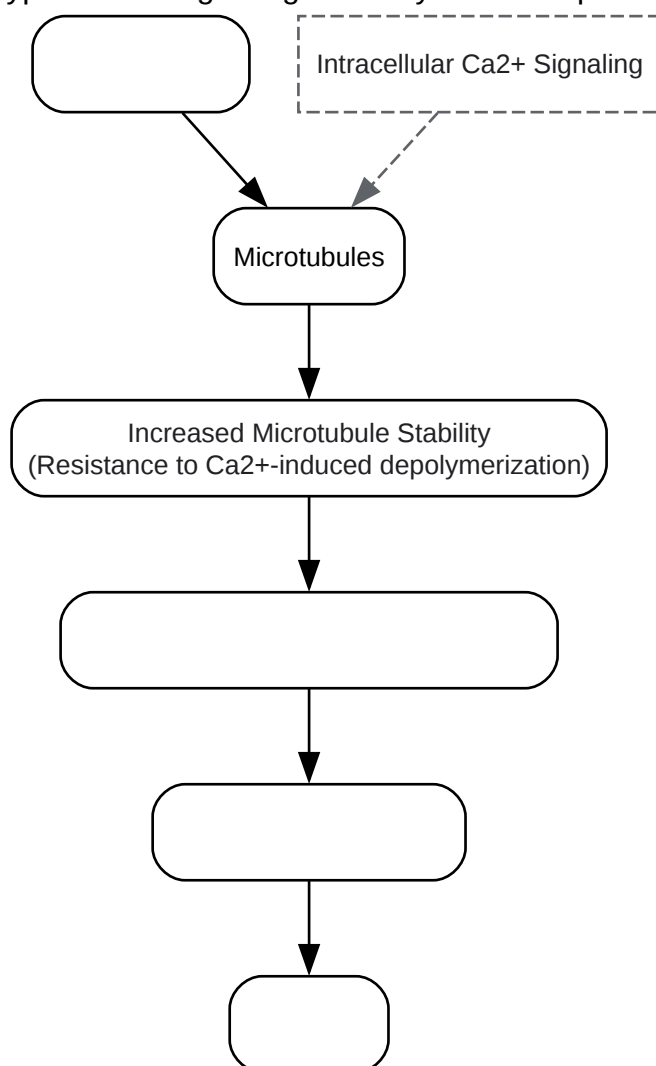 Intracellular Ca2+ Signaling
Microtubules
Increased Microtubule Stability
(Resistance to Ca2+-induced depolymerization)